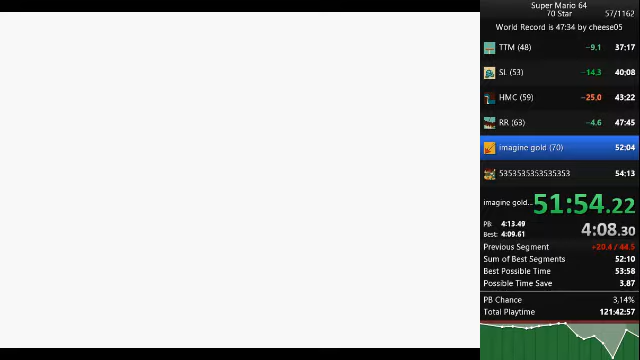 Super Mario 64
70 Star 57/1162
World Record is 47:34 by cheese05
TTM (48) -9.1 37:17
SL (53) -14.3 40;08
HMC (59) -25.0 43:22
RR (63) -4.6 47:45
imagine gold (70) 52:04
5353535353535353 54:13
imagine gold... 51:54.22
PB: 4:13.49
Best: 4:09.61
4:08.30
Previous Segment +20.4 / 44.5
Sum of Best Segments 52:10
Best Possible Time 53:58
Possible Time Save 3.87
PB Chance 3,14%
Total Playtime 121:42:57